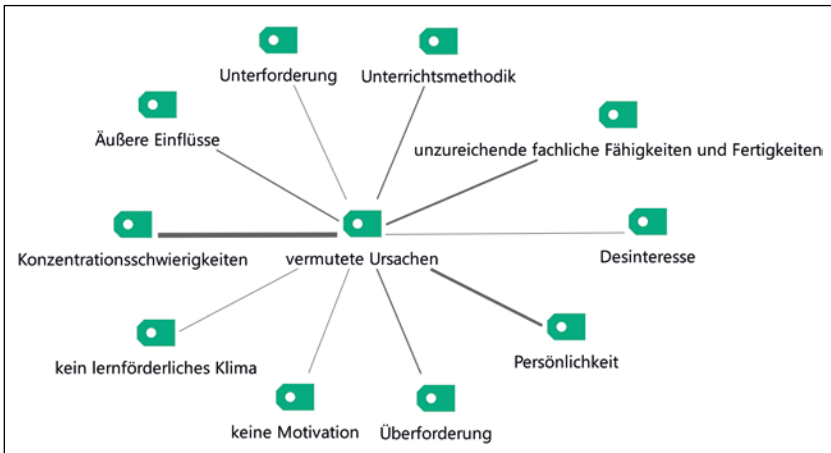 Unterforderung
Unterrichtsmethodik
Äußere Einflüsse
unzureichende fachliche Fähigkeiten und Fertigkeiten
Konzentrationsschwierigkeiten
vermutete Ursachen
Desinteresse
kein lernförderliches Klima
Persönlichkeit
keine Motivation
Überforderung